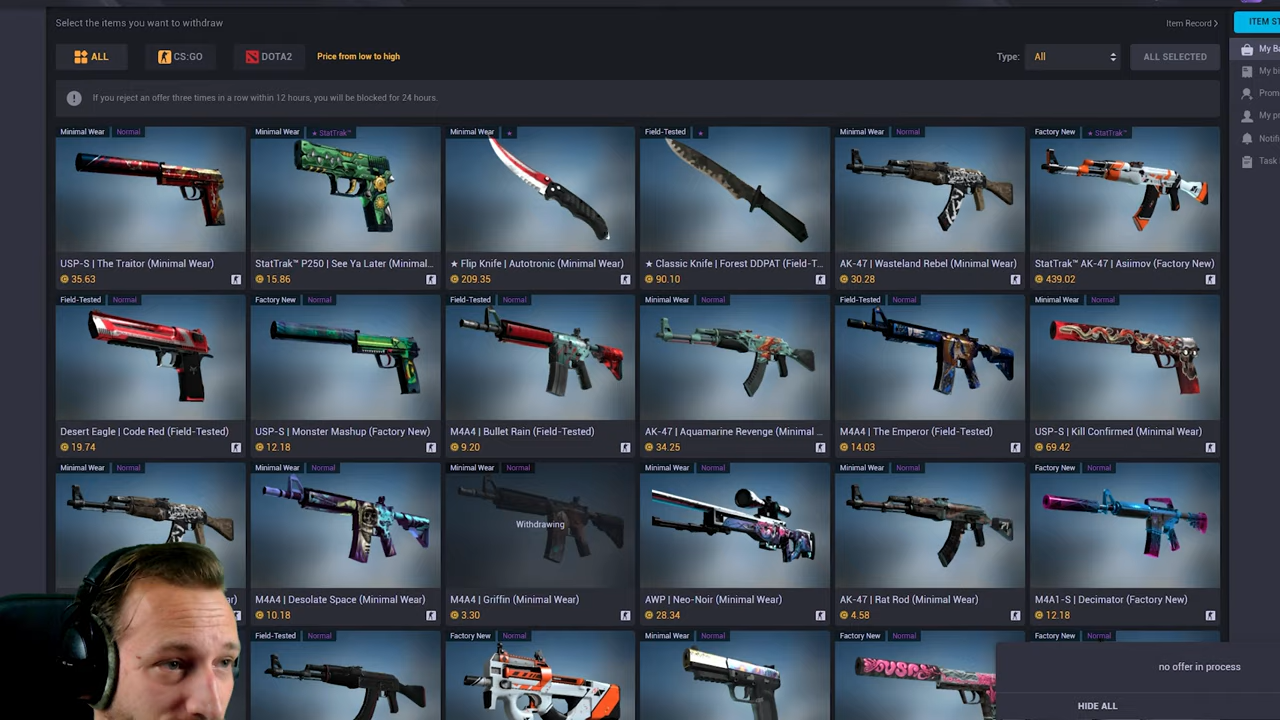 Select the items you want to withdraw
Item Record
ITEM ST
ALL
CS:GO
DOTA2
Price from low to high
Type:
All
ALL SELECTED
My Ba
My bi
If you reject an offer three times in a row within 12 hours, you will be blocked for 24 hours.
Prom
My p
Notifi
Task
Minimal Wear Normal
Minimal Wear ★ StatTrak™
Minimal Wear ★
Field-Tested ★
Minimal Wear Normal
Factory New ★ StatTrak™
USP-S | The Traitor (Minimal Wear)
StatTrak™ P250 | See Ya Later (Minimal...
★ Flip Knife | Autotronic (Minimal Wear)
★ Classic Knife | Forest DDPAT (Field-T...
AK-47 | Wasteland Rebel (Minimal Wear)
StatTrak™ AK-47 | Asiimov (Factory New)
35.63
15.86
209.35
90.10
30.28
439.02
Field-Tested Normal
Factory New Normal
Field-Tested Normal
Minimal Wear Normal
Field-Tested Normal
Minimal Wear Normal
Desert Eagle | Code Red (Field-Tested)
USP-S | Monster Mashup (Factory New)
M4A4 | Bullet Rain (Field-Tested)
AK-47 | Aquamarine Revenge (Minimal ...
M4A4 | The Emperor (Field-Tested)
USP-S | Kill Confirmed (Minimal Wear)
19.74
12.18
9.20
34.25
14.03
69.42
Minimal Wear Normal
Minimal Wear Normal
Minimal Wear Normal
Minimal Wear Normal
Field-Tested Normal
Factory New Normal
Withdrawing
M4A4 | Desolate Space (Minimal Wear)
M4A4 | Griffin (Minimal Wear)
AWP | Neo-Noir (Minimal Wear)
AK-47 | Rat Rod (Minimal Wear)
M4A1-S | Decimator (Factory New)
10.18
3.30
28.34
4.58
12.18
Field-Tested Normal
Factory New Normal
Minimal Wear Normal
Factory New Normal
Factory New Normal
no offer in process
HIDE ALL